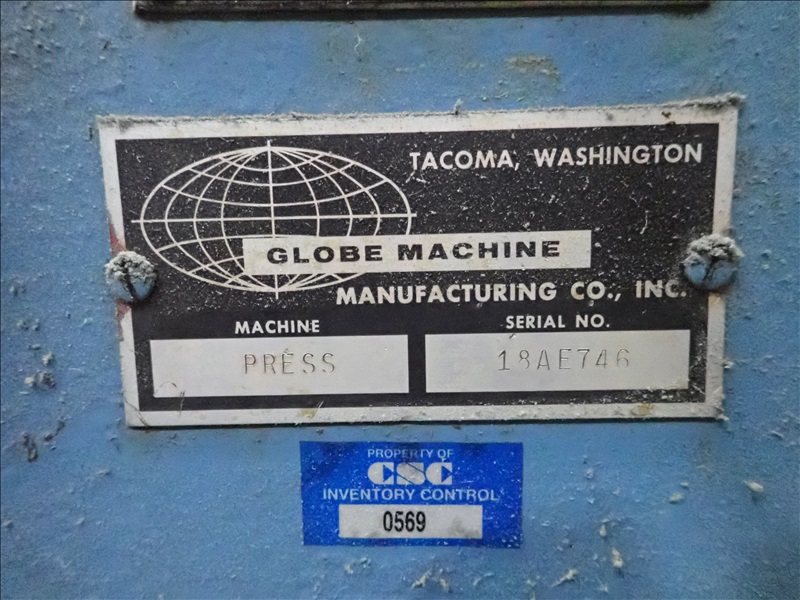 TACOMA, WASHINGTON
GLOBE MACHINE
MANUFACTURING CO., INC.
MACHINE
SERIAL NO.
PRESS
18AE746
PROPERTY OF
CSC
INVENTORY CONTROL
0569